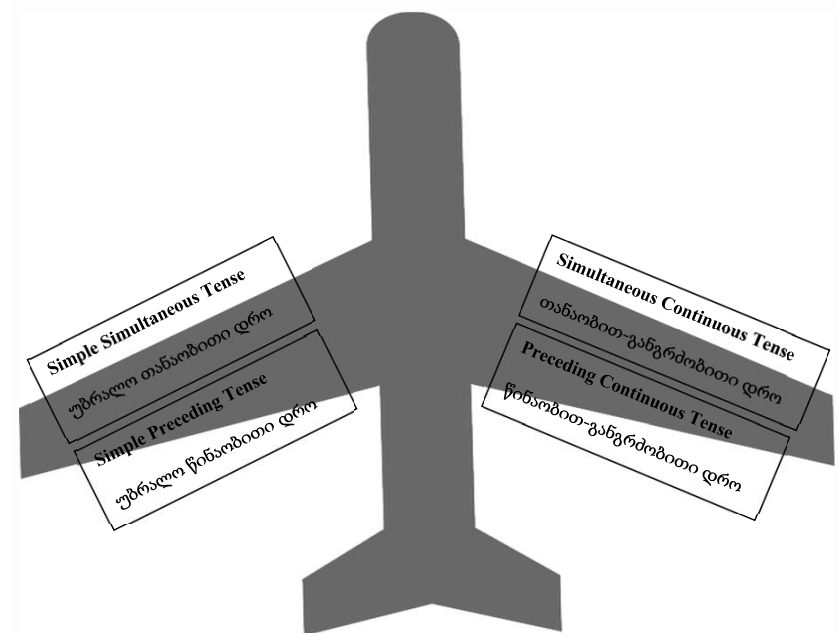 Simple Simultaneous Tense
უბრალო თანაობითი დრო
Simple Preceding Tense
უბრალო წინაობითი დრო
Simultaneous Continuous Tense
თანაობით-განგრძობითი დრო
Preceding Continuous Tense
წინაობით-განგრძობითი დრო